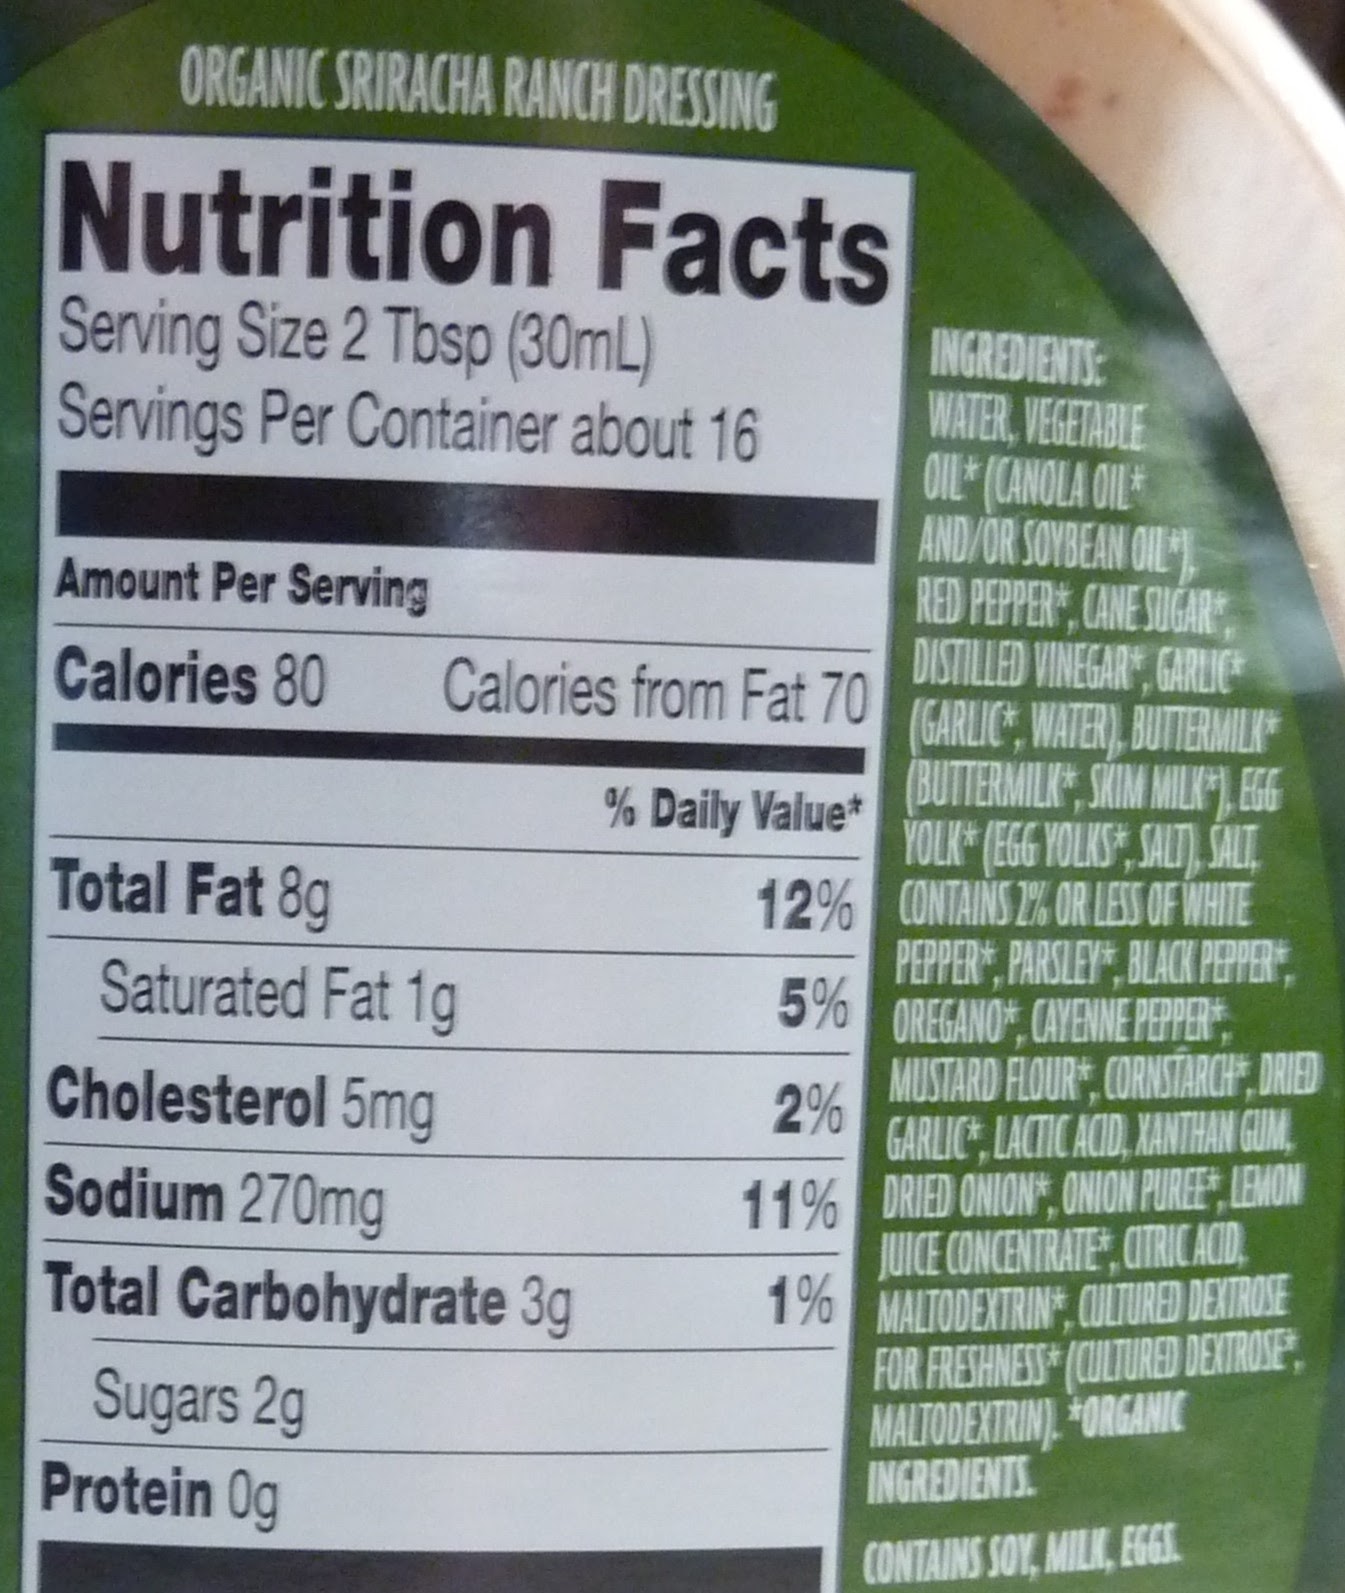 ORGANIC SRIRACHA RANCH DRESSING
Nutrition Facts
Serving Size 2 Tbsp (30mL)
Servings Per Container about 16
Amount Per Serving
Calories 80 Calories from Fat 70
% Daily Value*
Total Fat 8g 12%
Saturated Fat 1g 5%
Cholesterol 5mg 2%
Sodium 270mg 11%
Total Carbohydrate 3g 1%
Sugars 2g
Protein 0g
INGREDIENTS:
WATER, VEGETABLE
OIL* (CANOLA OIL*
AND/OR SOYBEAN OIL*),
RED PEPPER*, CANE SUGAR*,
DISTILLED VINEGAR*, GARLIC*
(GARLIC*, WATER), BUTTERMILK*
(BUTTERMILK*, SKIM MILK*), EGG
YOLK* (EGG YOLKS*, SALT), SALT,
CONTAINS 2% OR LESS OF WHITE
PEPPER*, PARSLEY*, BLACK PEPPER*,
OREGANO*, CAYENNE PEPPER*,
MUSTARD FLOUR*, CORNSTARCH*, DRIED
GARLIC*, LACTIC ACID, XANTHAN GUM,
DRIED ONION*, ONION PUREE*, LEMON
JUICE CONCENTRATE*, CITRIC ACID,
MALTODEXTRIN*, CULTURED DEXTROSE
FOR FRESHNESS* (CULTURED DEXTROSE*,
MALTODEXTRIN). *ORGANIC
INGREDIENTS.
CONTAINS SOY, MILK, EGGS.